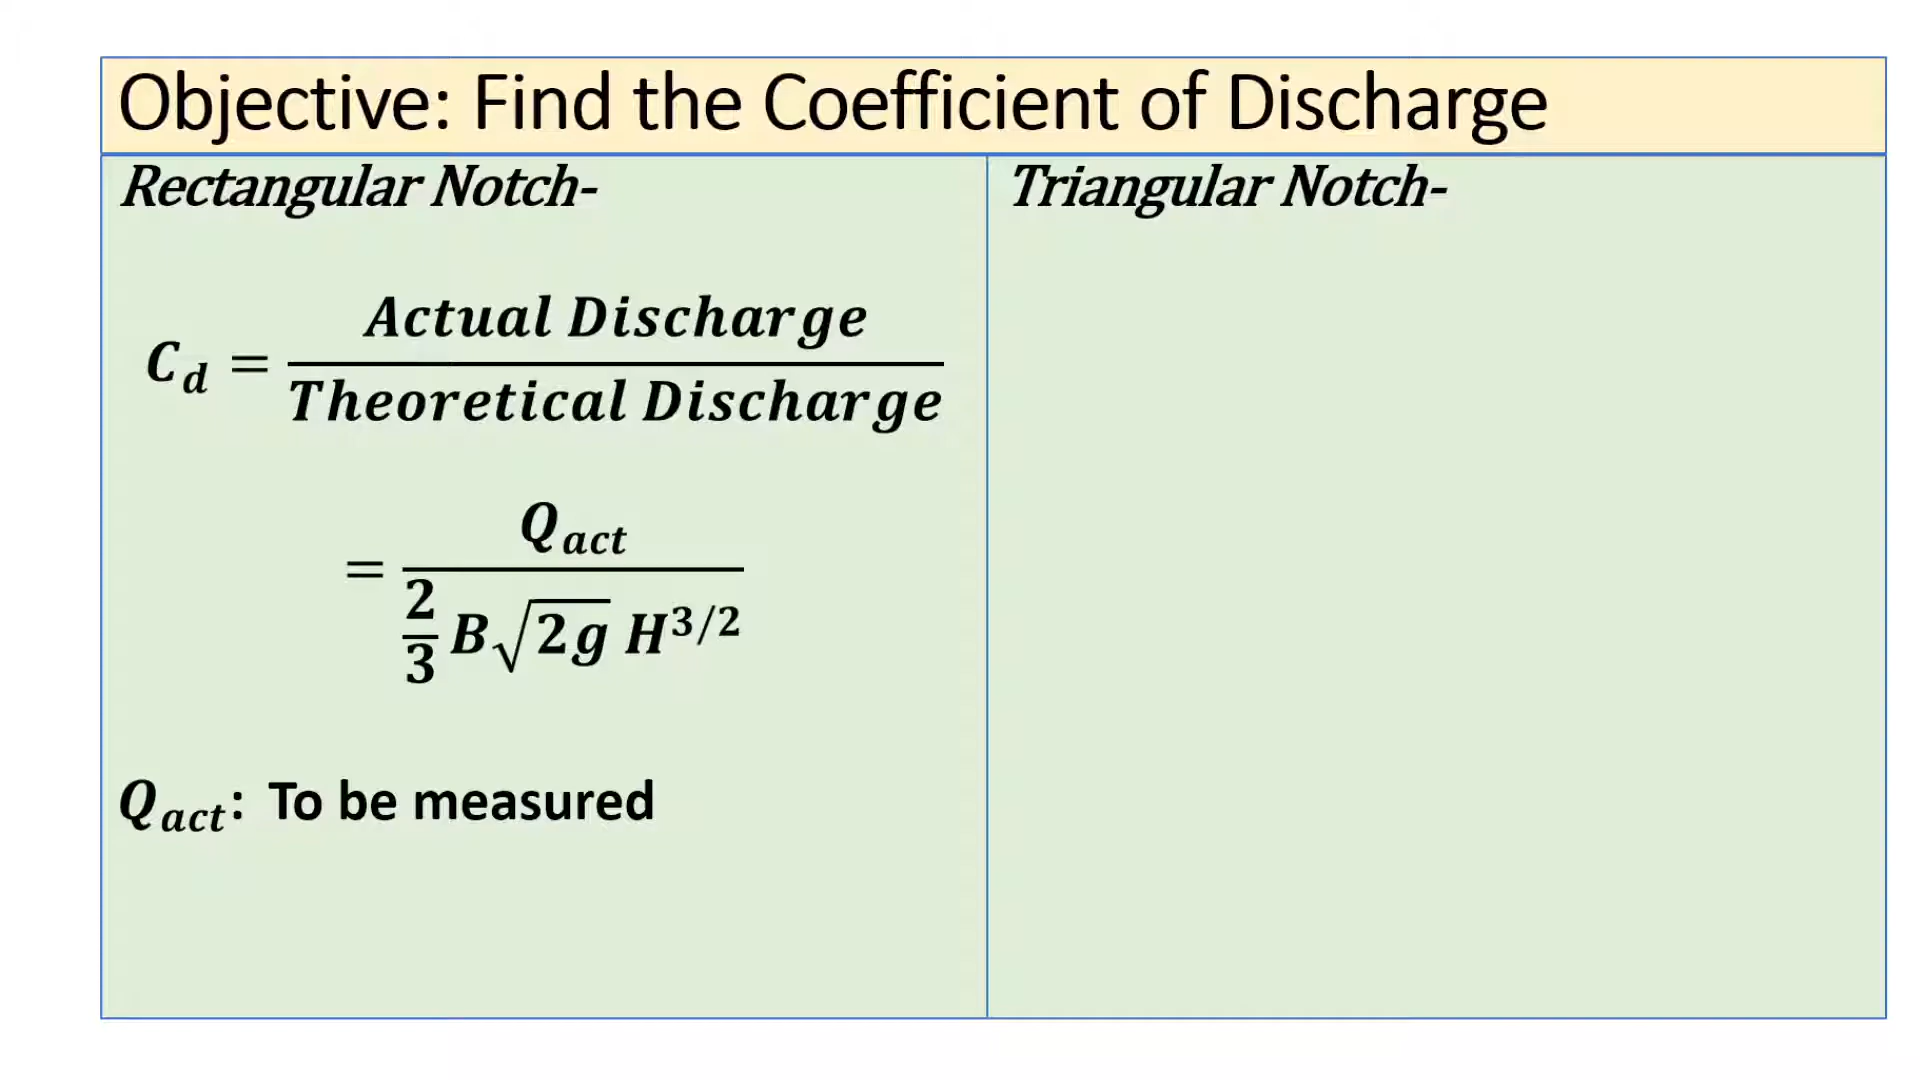 Objective: Find the Coefficient of Discharge
Rectangular Notch-
C_d = Actual Discharge / Theoretical Discharge
= Q_act / (2/3 B√(2g) H^3/2)
Q_act: To be measured
Triangular Notch-